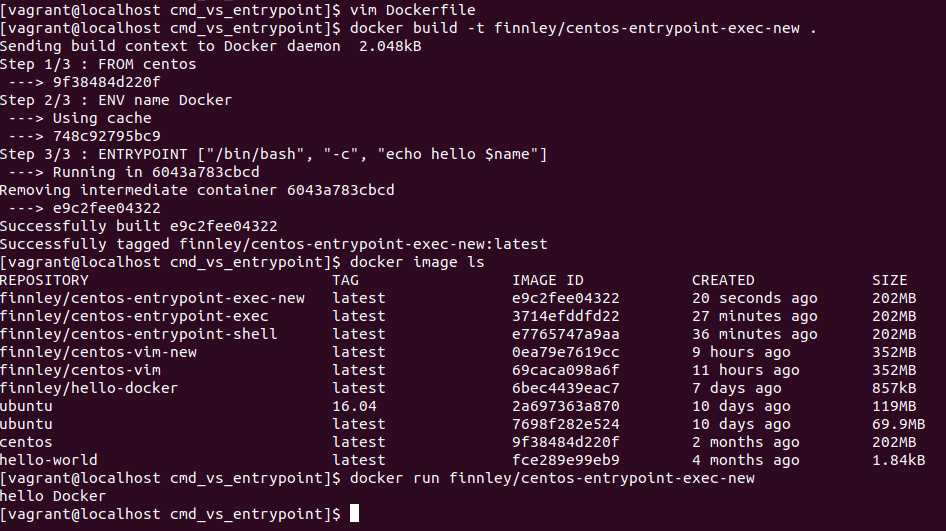 [vagrant@localhost cmd_vs_entrypoint]$ vim Dockerfile
[vagrant@localhost cmd_vs_entrypoint]$ docker build -t finnley/centos-entrypoint-exec-new .
Sending build context to Docker daemon  2.048kB
Step 1/3 : FROM centos
 ---> 9f38484d220f
Step 2/3 : ENV name Docker
 ---> Using cache
 ---> 748c92795bc9
Step 3/3 : ENTRYPOINT ["/bin/bash", "-c", "echo hello $name"]
 ---> Running in 6043a783cbcd
Removing intermediate container 6043a783cbcd
 ---> e9c2fee04322
Successfully built e9c2fee04322
Successfully tagged finnley/centos-entrypoint-exec-new:latest
[vagrant@localhost cmd_vs_entrypoint]$ docker image ls
REPOSITORY                           TAG                 IMAGE ID            CREATED             SIZE
finnley/centos-entrypoint-exec-new   latest              e9c2fee04322        20 seconds ago      202MB
finnley/centos-entrypoint-exec       latest              3714efddfd22        27 minutes ago      202MB
finnley/centos-entrypoint-shell      latest              e7765747a9aa        36 minutes ago      202MB
finnley/centos-vim-new               latest              0ea79e7619cc        9 hours ago         352MB
finnley/centos-vim                   latest              69caca098a6f        11 hours ago        352MB
finnley/hello-docker                 latest              6bec4439eac7        7 days ago          857kB
ubuntu                               16.04               2a697363a870        10 days ago         119MB
ubuntu                               latest              7698f282e524        10 days ago         69.9MB
centos                               latest              9f38484d220f        2 months ago        202MB
hello-world                          latest              fce289e99eb9        4 months ago        1.84kB
[vagrant@localhost cmd_vs_entrypoint]$ docker run finnley/centos-entrypoint-exec-new
hello Docker
[vagrant@localhost cmd_vs_entrypoint]$